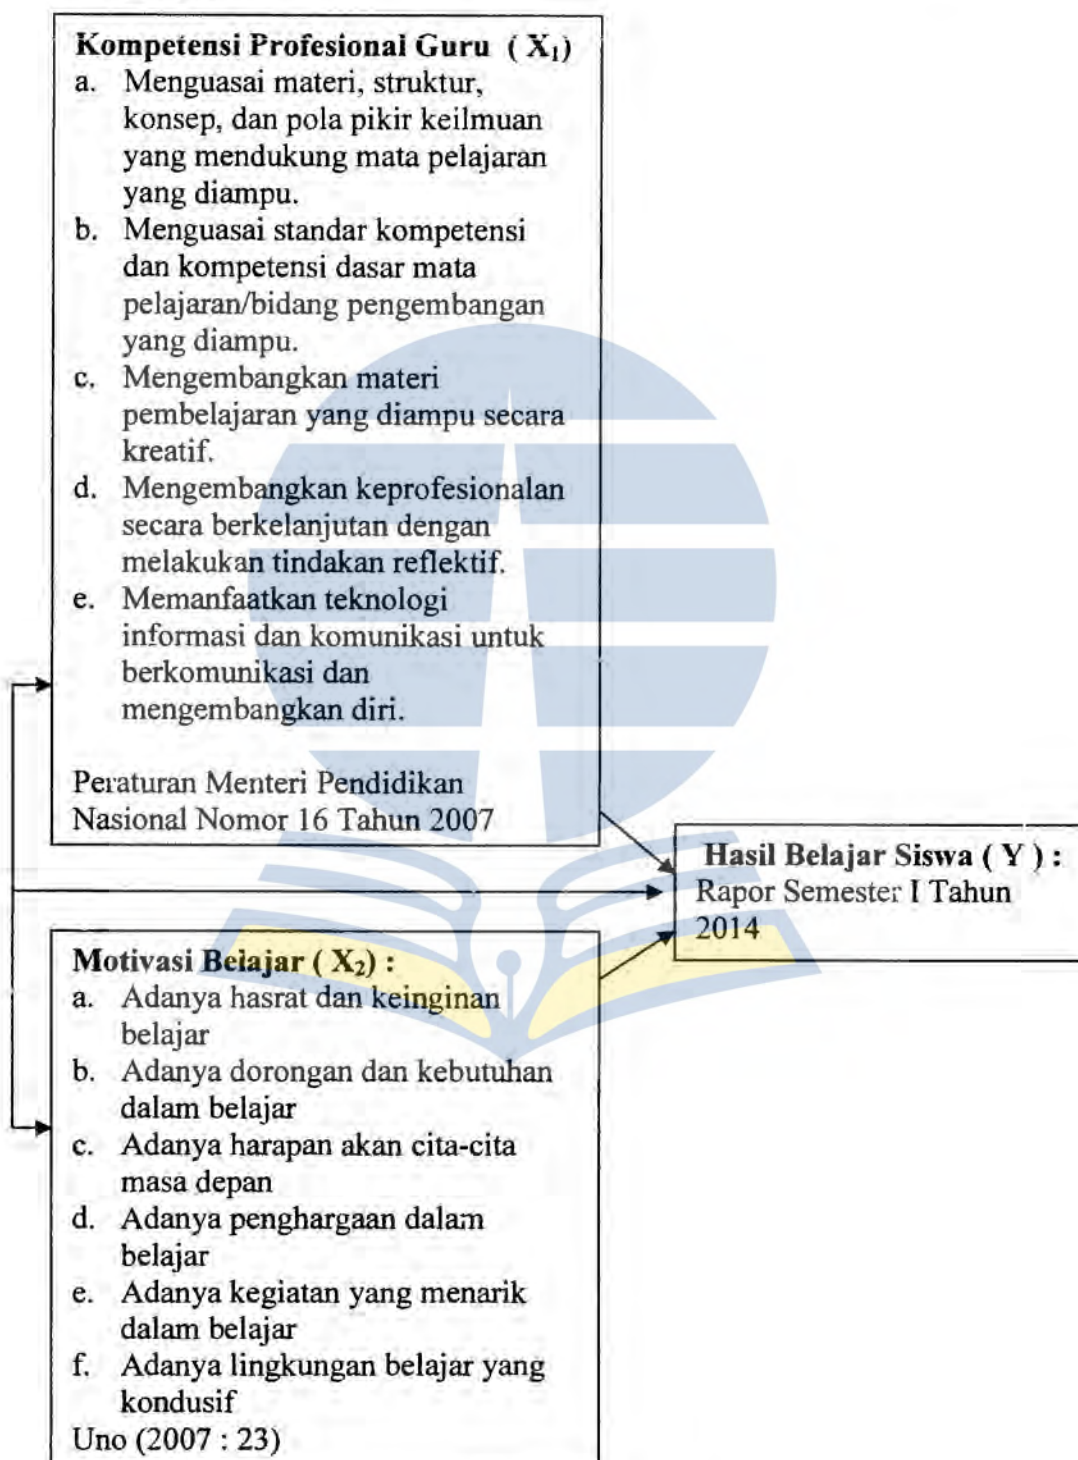 Kompetensi Profesional Guru ( X₁)
a. Menguasai materi, struktur,
konsep, dan pola pikir keilmuan
yang mendukung mata pelajaran
yang diampu.
b. Menguasai standar kompetensi
dan kompetensi dasar mata
pelajaran/bidang pengembangan
yang diampu.
c. Mengembangkan materi
pembelajaran yang diampu secara
kreatif.
d. Mengembangkan keprofesionalan
secara berkelanjutan dengan
melakukan tindakan reflektif.
e. Memanfaatkan teknologi
informasi dan komunikasi untuk
berkomunikasi dan
mengembangkan diri.
Peraturan Menteri Pendidikan
Nasional Nomor 16 Tahun 2007
Hasil Belajar Siswa ( Y ) :
Rapor Semester I Tahun
2014
Motivasi Belajar ( X₂) :
a. Adanya hasrat dan keinginan
belajar
b. Adanya dorongan dan kebutuhan
dalam belajar
c. Adanya harapan akan cita-cita
masa depan
d. Adanya penghargaan dalam
belajar
e. Adanya kegiatan yang menarik
dalam belajar
f. Adanya lingkungan belajar yang
kondusif
Uno (2007 : 23)